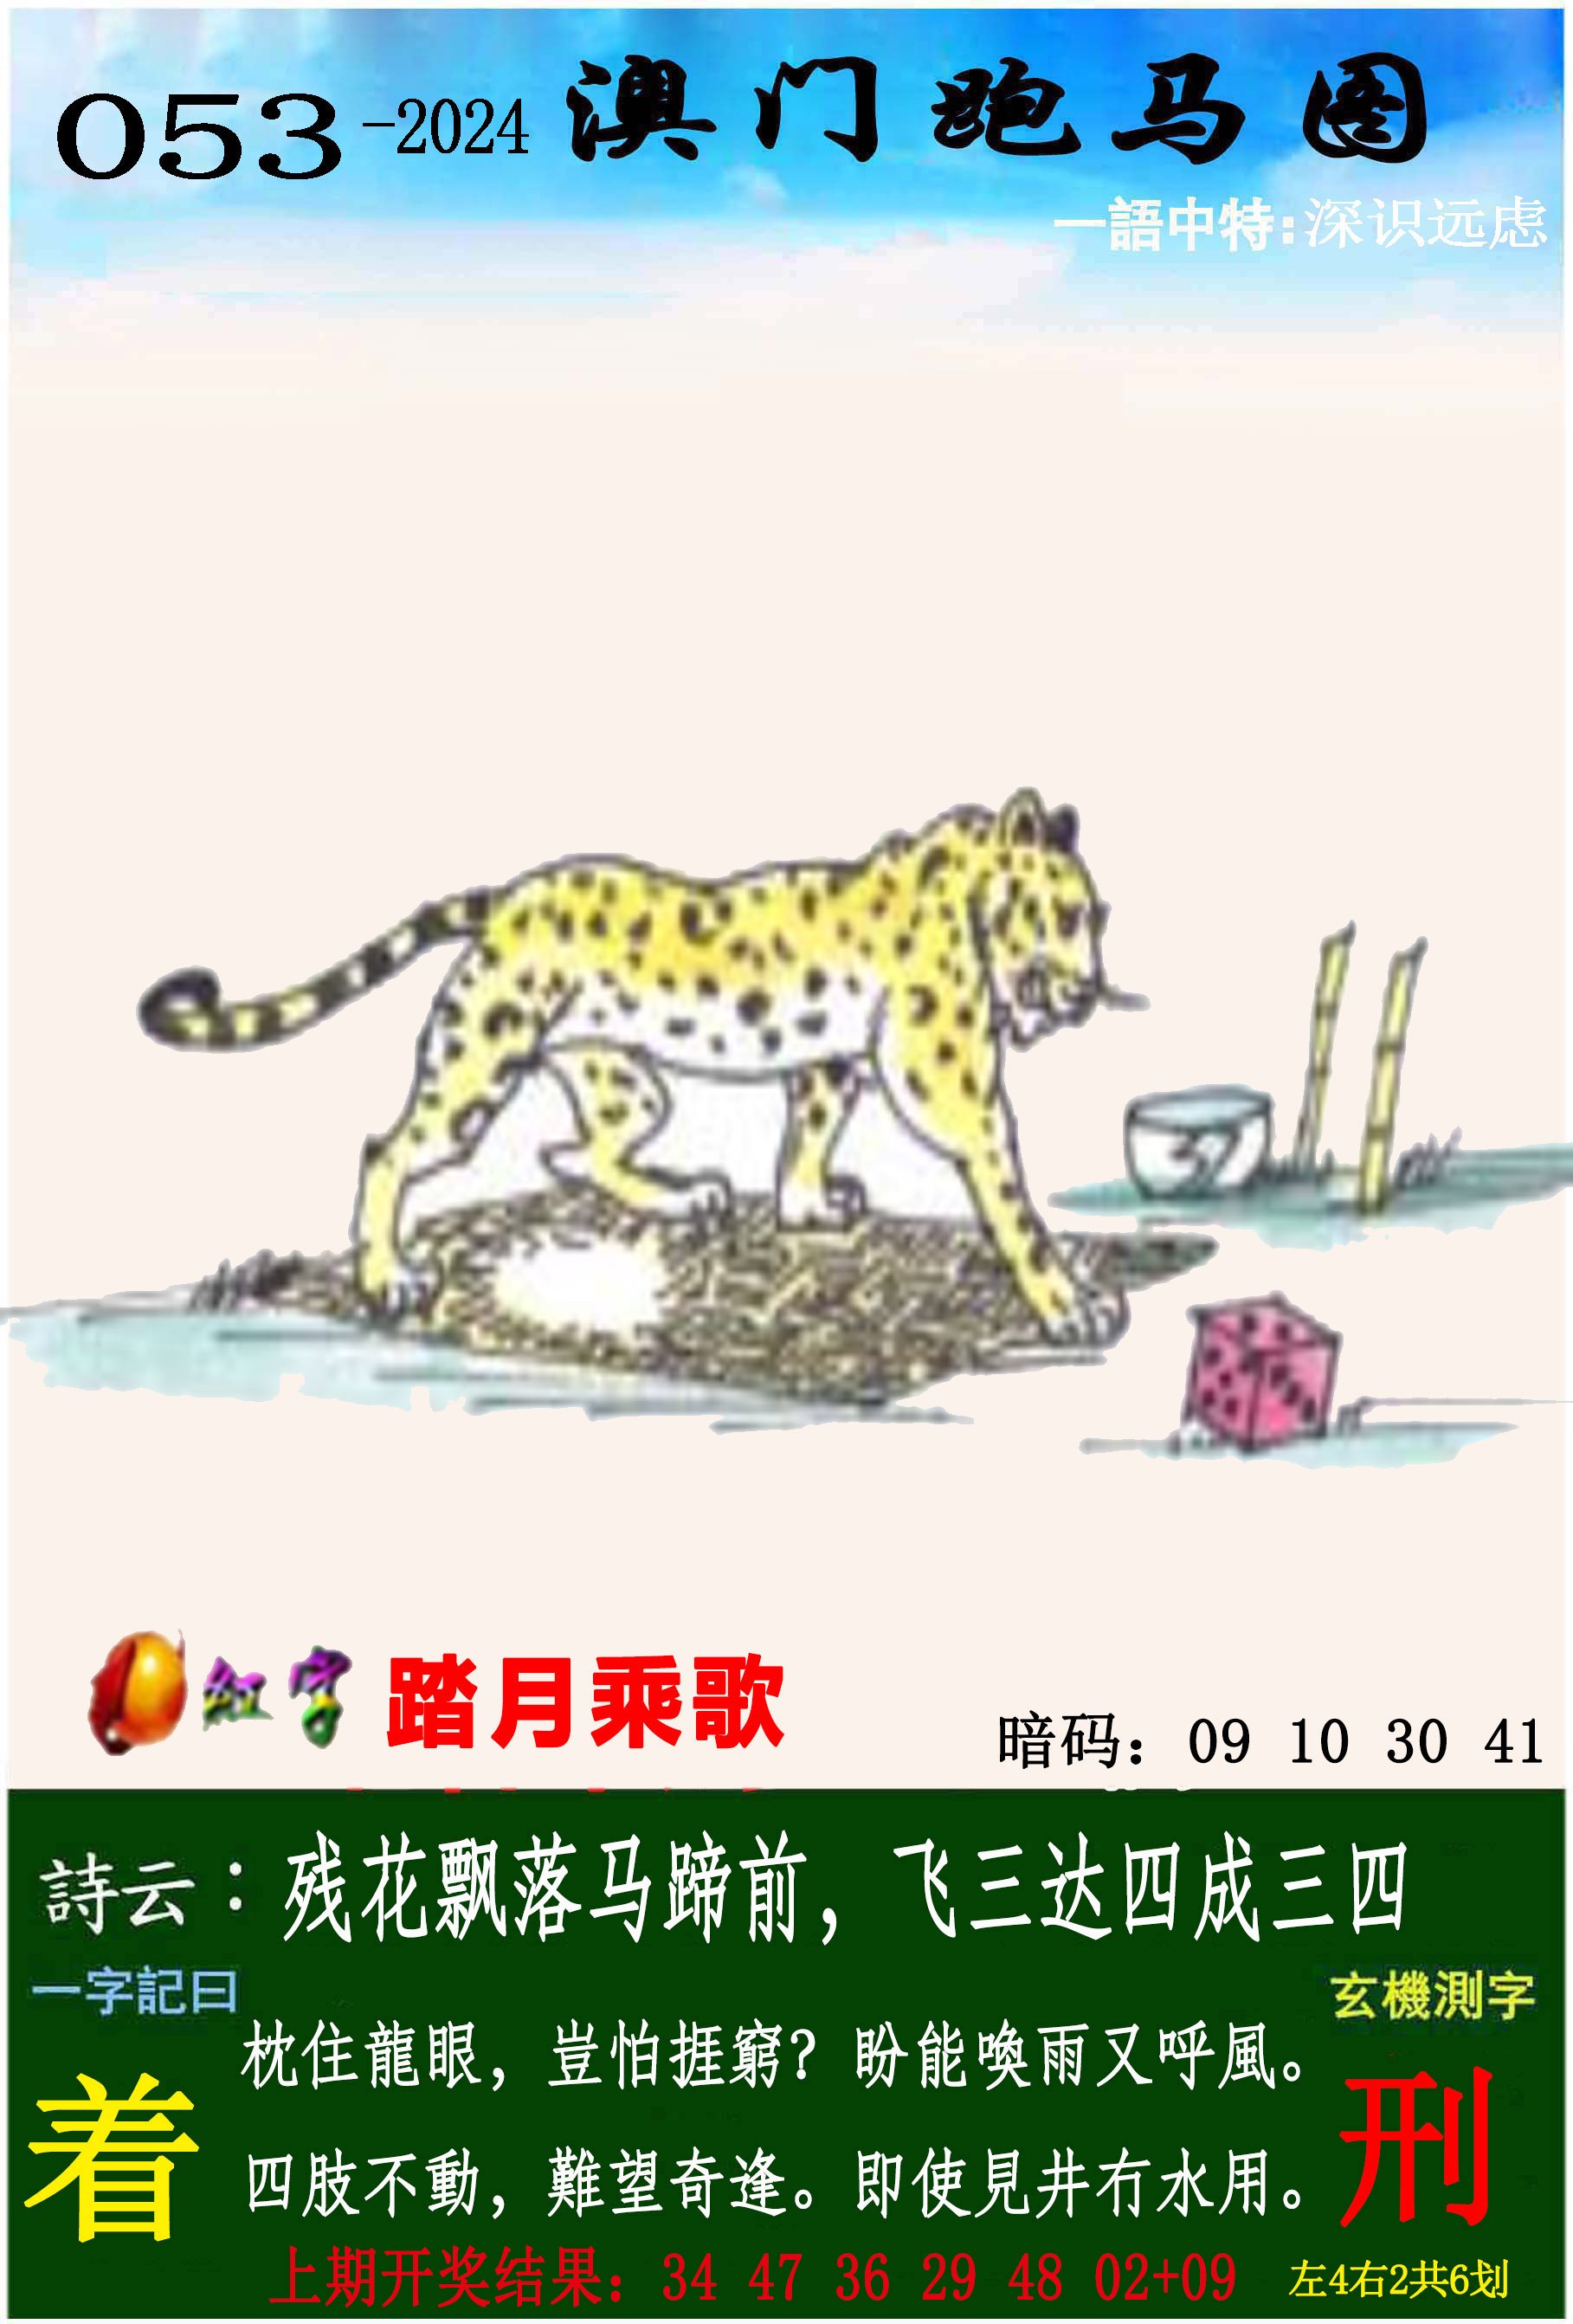 053-2024 澳门跑马图
一語中特:深识远虑
37
红字 踏月乘歌
暗码：09 10 30 41
詩云：残花飘落马蹄前，飞三达四成三四
一字記曰
玄機測字
枕住龍眼，豈怕捱窮？盼能喚雨又呼風。
着
刑
四肢不動，難望奇逢。即使見井冇水用。
上期开奖结果：34 47 36 29 48 02+09
左4右2共6划